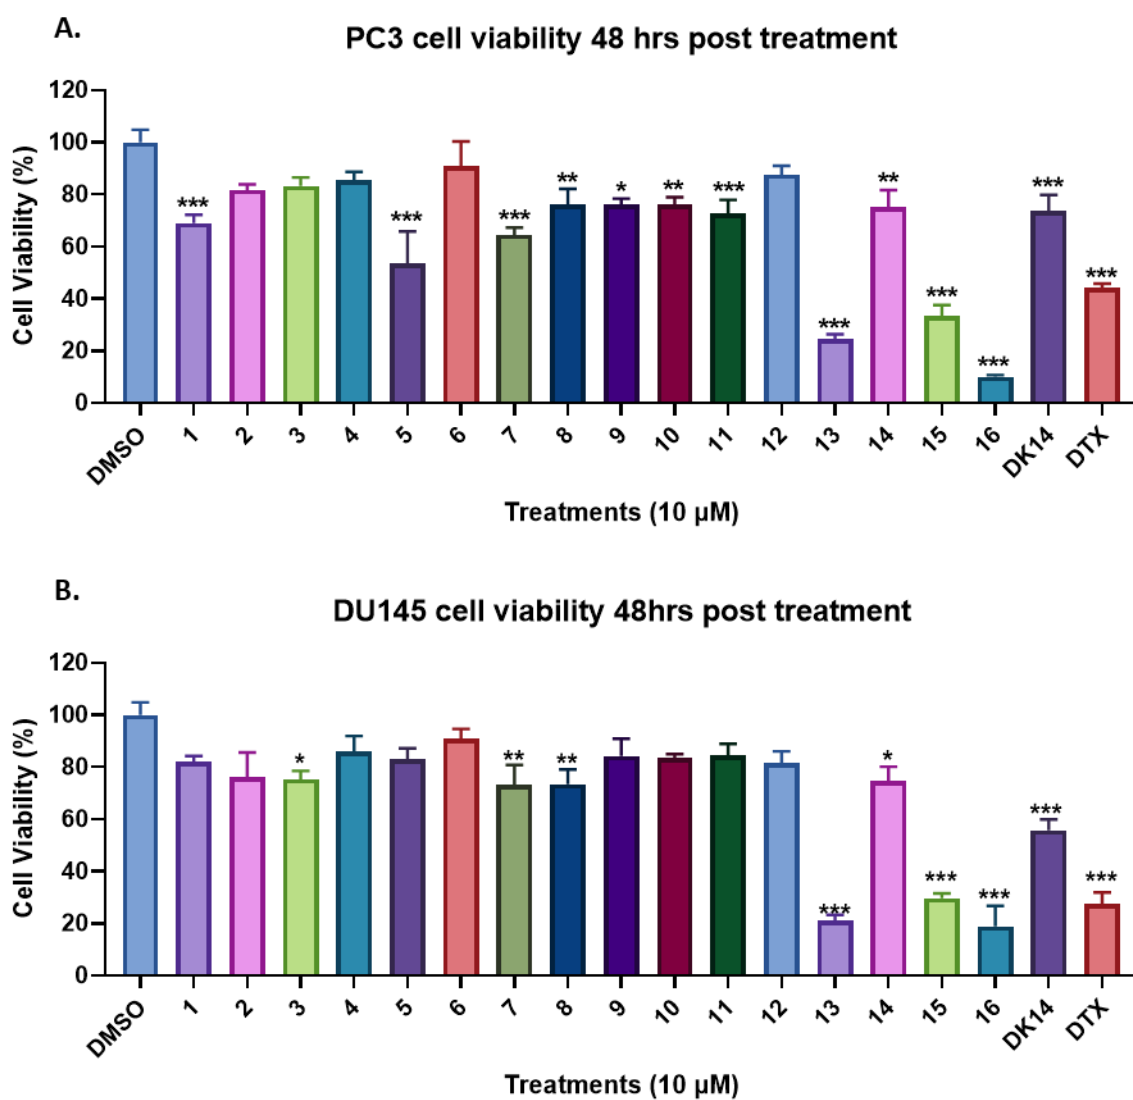 A.
PC3 cell viability 48 hrs post treatment
Cell Viability (%)
120
100
80
60
40
20
0
*** *** *** ** * ** *** *** ** *** *** *** ***
DMSO 1 2 3 4 5 6 7 8 9 10 11 12 13 14 15 16 DK14 DTX
Treatments (10 µM)
B.
DU145 cell viability 48hrs post treatment
Cell Viability (%)
120
100
80
60
40
20
0
* ** ** *** * *** *** *** ***
DMSO 1 2 3 4 5 6 7 8 9 10 11 12 13 14 15 16 DK14 DTX
Treatments (10 µM)